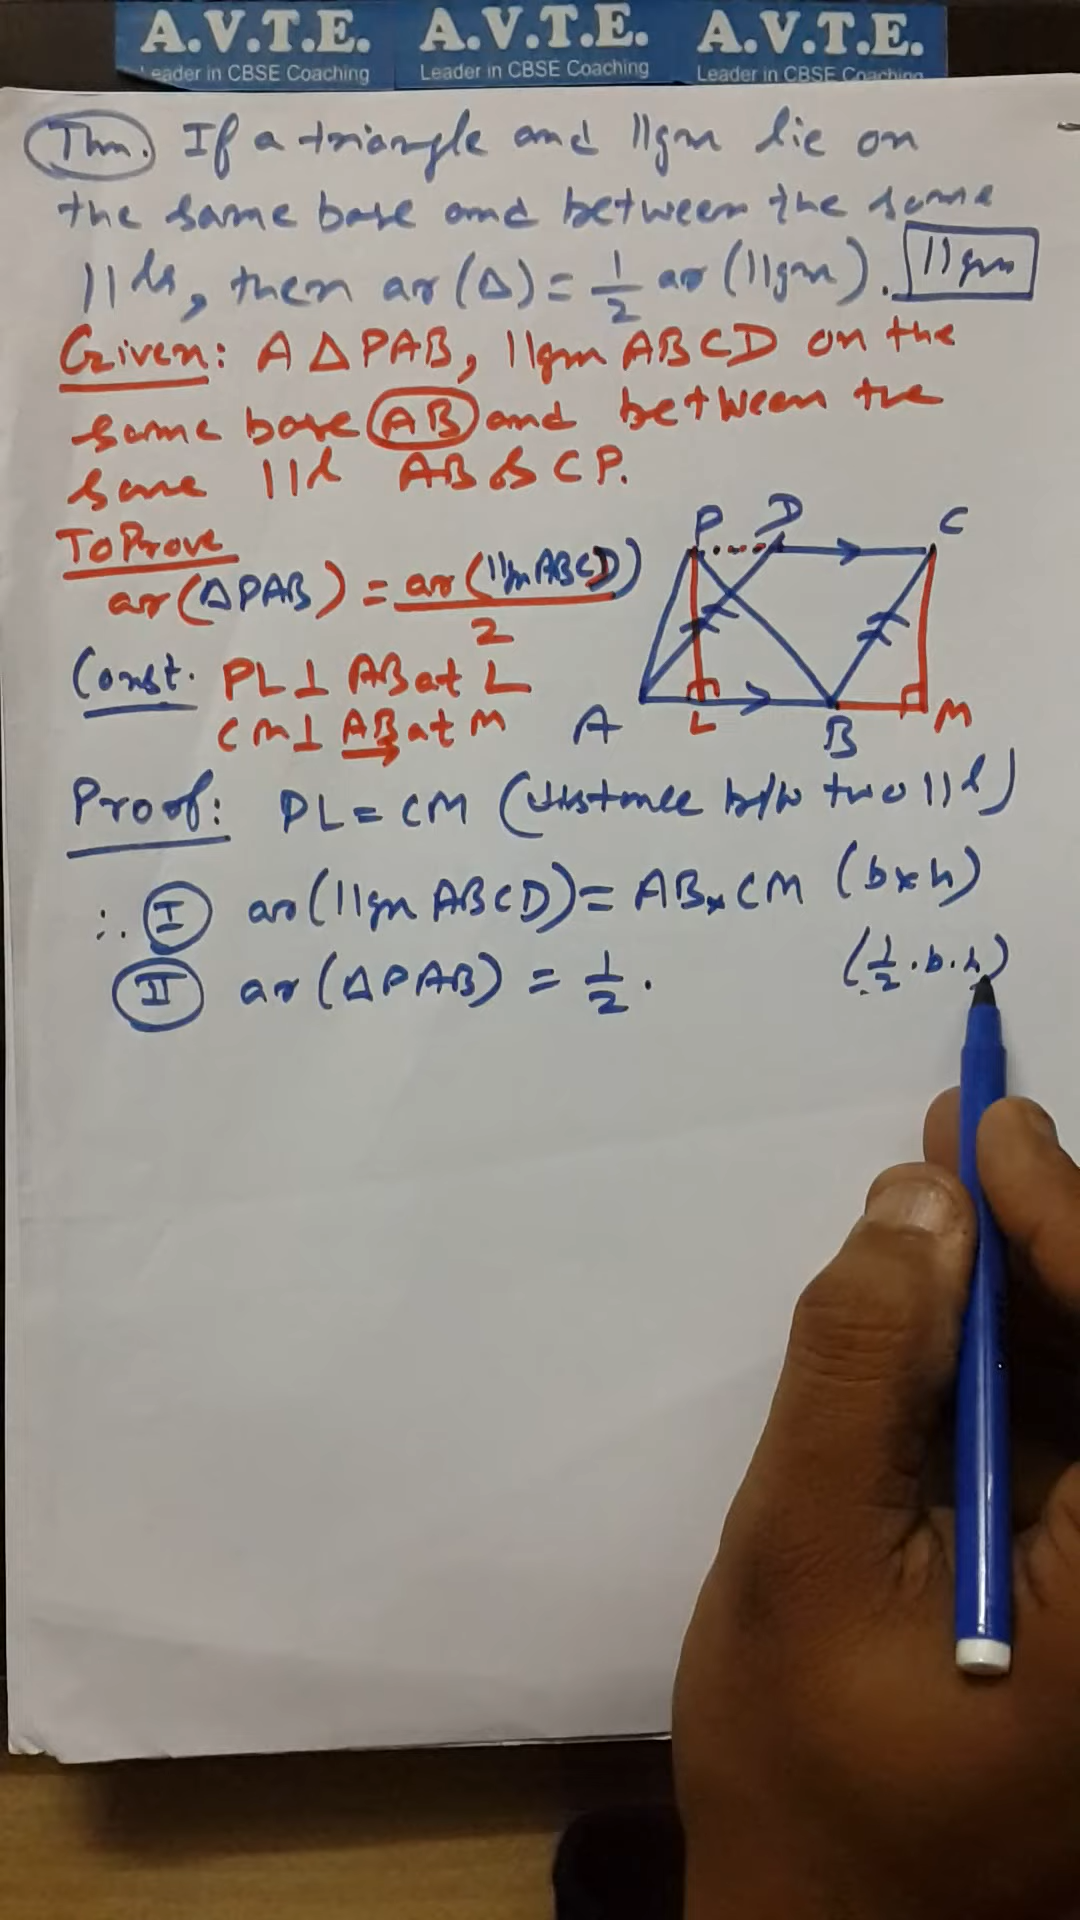 A.V.T.E. A.V.T.E. A.V.T.E.
Leader in CBSE Coaching Leader in CBSE Coaching Leader in CBSE Coaching
Thm. If a triangle and ||gm lie on
the same base and between the same
||ls, then ar(Δ) = 1/2 ar(||gm). ||gm
Given: A Δ PAB, ||gm ABCD on the
same base AB and between the
same ||l AB & CP.
To Prove
ar(ΔPAB) = ar(||gm ABCD)/2
Const. PL ⊥ AB at L
CM ⊥ AB at M
P D C
A L B M
Proof: PL = CM (distance b/w two ||l)
∴ I ar(||gm ABCD) = AB × CM (b×h)
II ar(ΔPAB) = 1/2 . (1/2 . b . h)